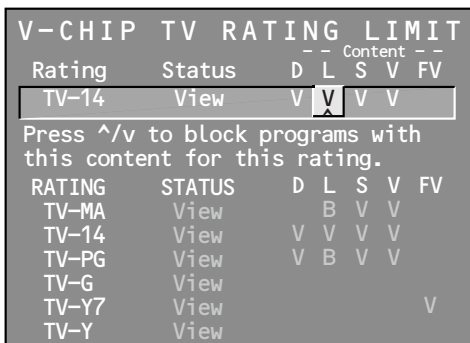 V-CHIP TV RATING LIMIT
– – Content – –
Rating Status D L S V FV
TV-14 View V V V V
Press ^/v to block programs with
this content for this rating.
RATING STATUS D L S V FV
TV-MA View B V V
TV-14 View V V V V
TV-PG View V B V V
TV-G View
TV-Y7 View V
TV-Y View